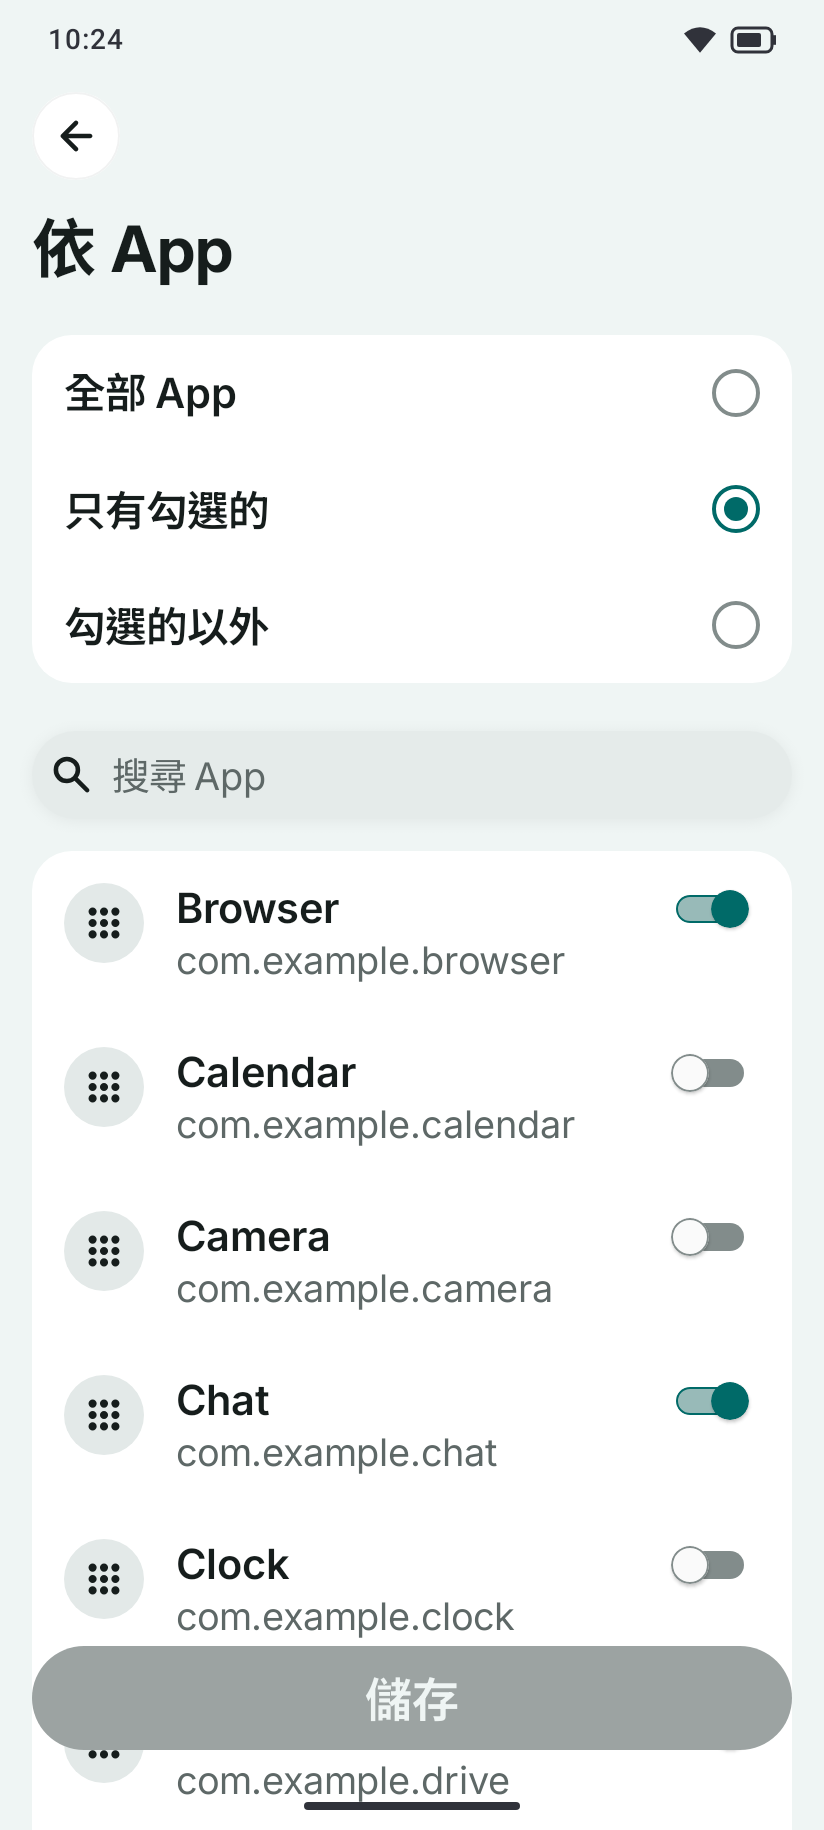 10:24
依 App
全部 App
只有勾選的
勾選的以外
搜尋 App
Browser
com.example.browser
Calendar
com.example.calendar
Camera
com.example.camera
Chat
com.example.chat
Clock
com.example.clock
儲存
com.example.drive